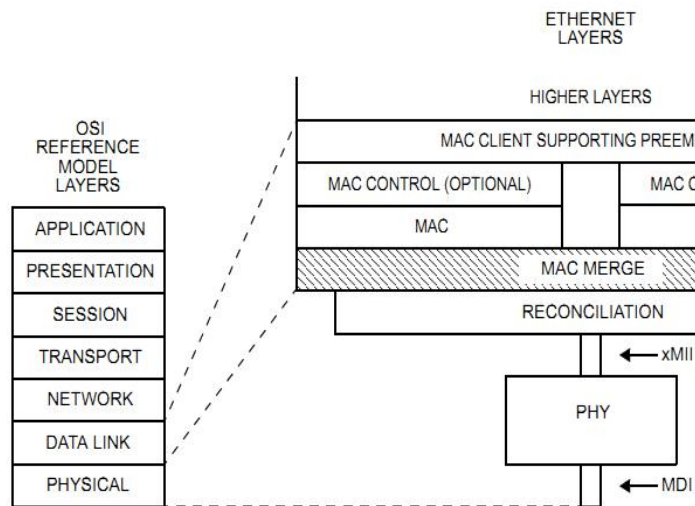 ETHERNET
LAYERS
HIGHER LAYERS
OSI
REFERENCE
MODEL
LAYERS
MAC CLIENT SUPPORTING PREEM
MAC CONTROL (OPTIONAL)
MAC C
MAC
MAC MERGE
RECONCILIATION
xMII
PHY
MDI
APPLICATION
PRESENTATION
SESSION
TRANSPORT
NETWORK
DATA LINK
PHYSICAL